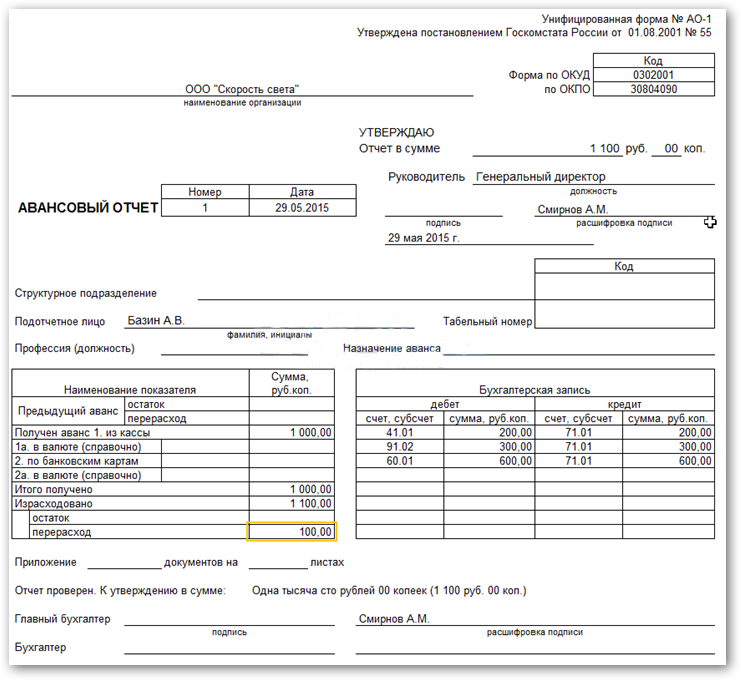 Унифицированная форма № АО-1
Утверждена постановлением Госкомстата России от 01.08.2001 № 55
Код
Форма по ОКУД 0302001
ООО "Скорость света" по ОКПО 30804090
наименование организации
УТВЕРЖДАЮ
Отчет в сумме 1 100 руб. 00 коп.
Руководитель Генеральный директор
должность
Номер Дата
АВАНСОВЫЙ ОТЧЕТ 1 29.05.2015
Смирнов А.М.
подпись расшифровка подписи
29 мая 2015 г.
Код
Структурное подразделение
Подотчетное лицо Базин А.В. Табельный номер
фамилия, инициалы
Профессия (должность) Назначение аванса
Наименование показателя Сумма, руб.коп. Бухгалтерская запись
Предыдущий аванс остаток дебет кредит
перерасход счет, субсчет сумма, руб.коп. счет, субсчет сумма, руб.коп.
Получен аванс 1. из кассы 1 000,00 41.01 200,00 71.01 200,00
1а. в валюте (справочно) 91.02 300,00 71.01 300,00
2. по банковским картам 60.01 600,00 71.01 600,00
2а. в валюте (справочно)
Итого получено 1 000,00
Израсходовано 1 100,00
остаток
перерасход 100,00
Приложение документов на листах
Отчет проверен. К утверждению в сумме: Одна тысяча сто рублей 00 копеек (1 100 руб. 00 коп.)
Главный бухгалтер Смирнов А.М.
подпись расшифровка подписи
Бухгалтер